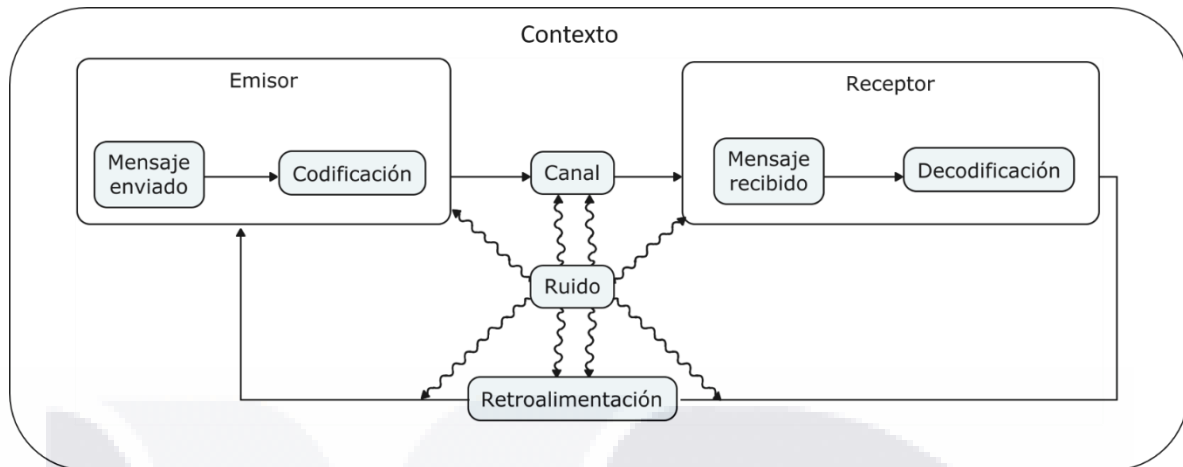 Contexto
Emisor
Receptor
Mensaje
enviado
Codificación
Canal
Mensaje
recibido
Decodificación
Ruido
Retroalimentación